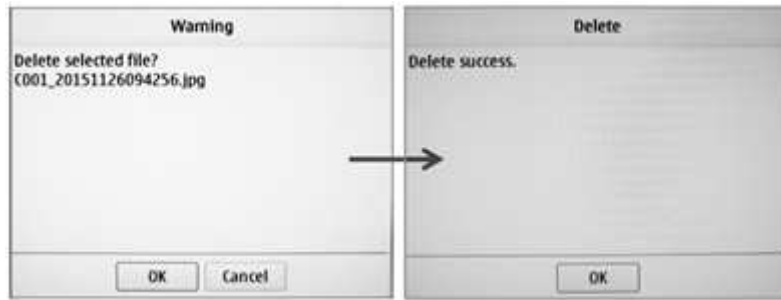 Warning
Delete selected file?
C001_20151126094256.jpg
OK
Cancel
Delete
Delete success.
OK